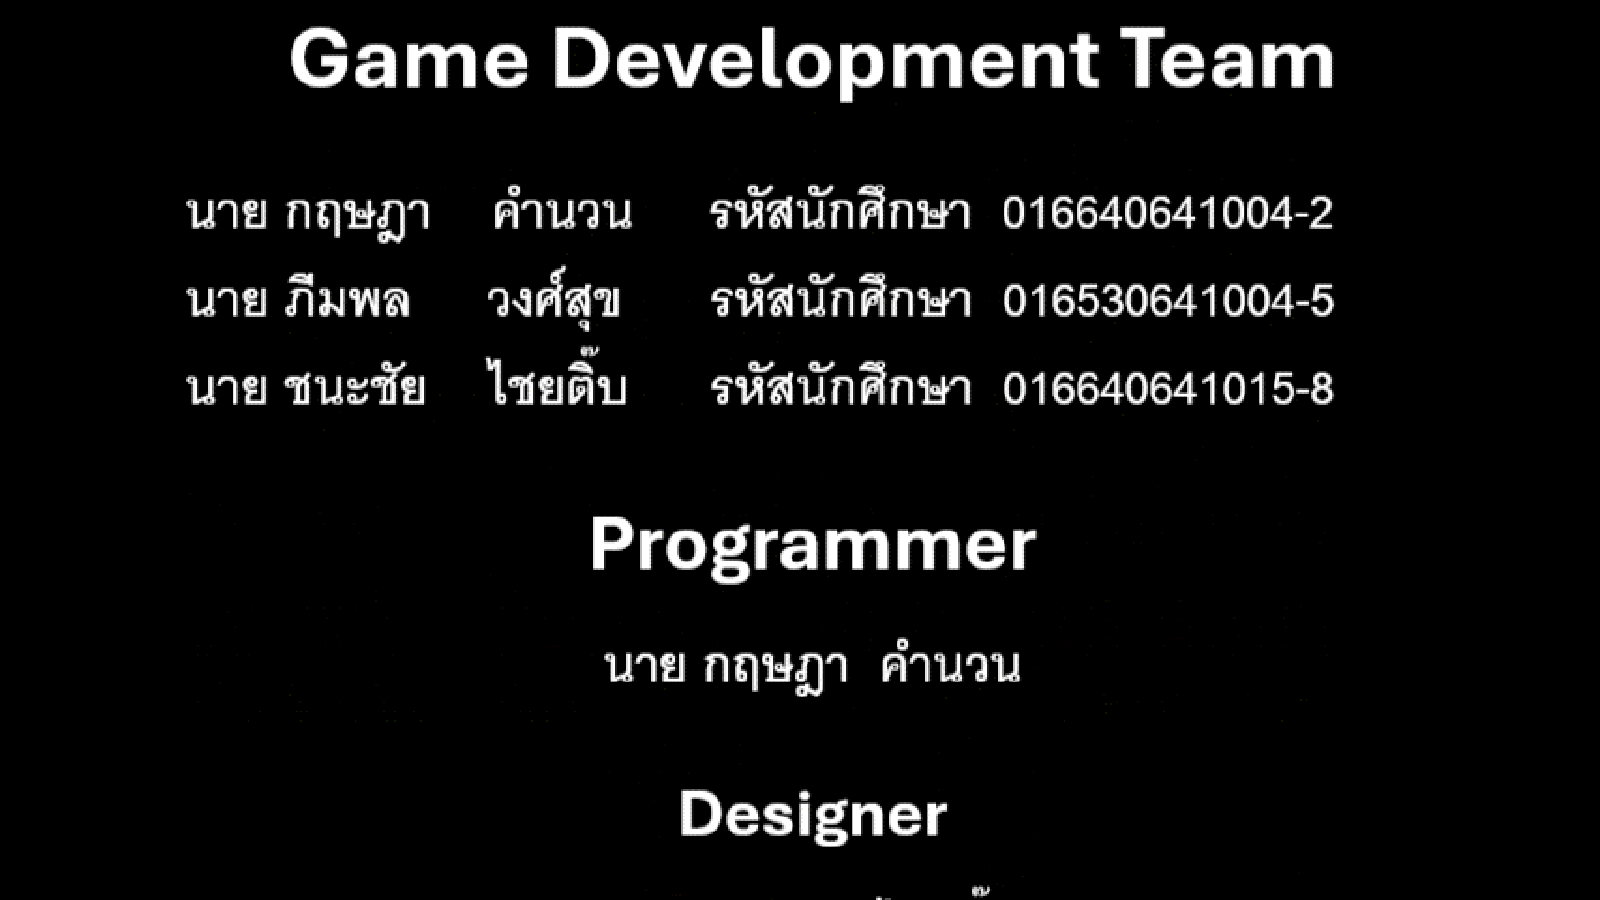 Game Development Team
นาย กฤษฎา คำนวน รหัสนักศึกษา 016640641004-2
นาย ภีมพล วงศ์สุข รหัสนักศึกษา 016530641004-5
นาย ชนะชัย ไชยติ๊บ รหัสนักศึกษา 016640641015-8
Programmer
นาย กฤษฎา คำนวน
Designer